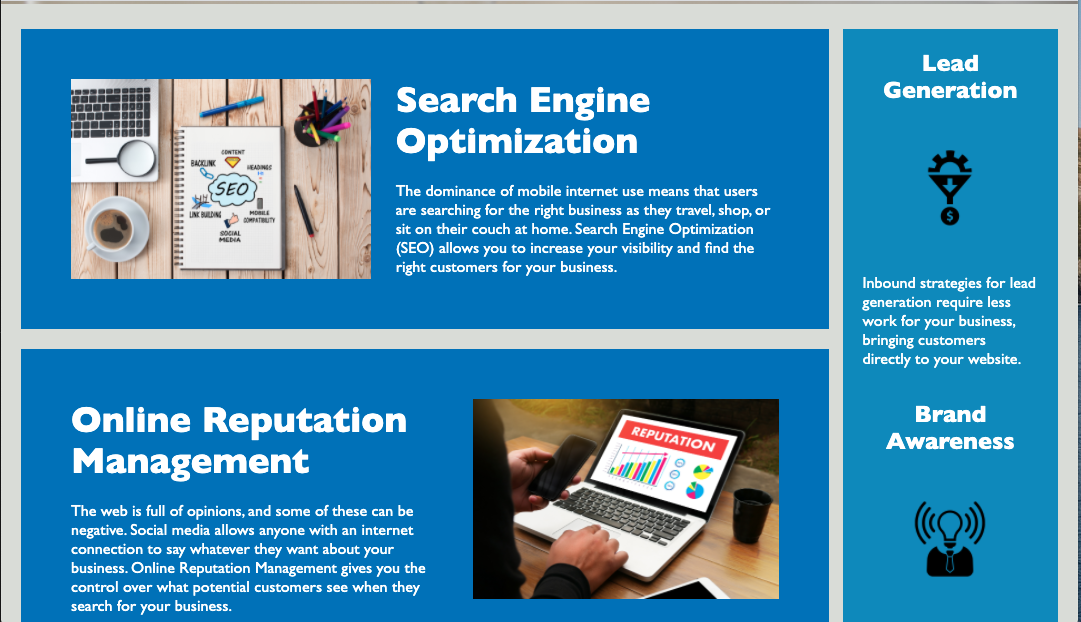 Search Engine
Optimization
The dominance of mobile internet use means that users
are searching for the right business as they travel, shop, or
sit on their couch at home. Search Engine Optimization
(SEO) allows you to increase your visibility and find the
right customers for your business.
CONTENT
BACKLINK
HEADINGS
SEO
LINK BUILDING
MOBILE
COMPATIBILITY
SOCIAL
MEDIA
Online Reputation
Management
The web is full of opinions, and some of these can be
negative. Social media allows anyone with an internet
connection to say whatever they want about your
business. Online Reputation Management gives you the
control over what potential customers see when they
search for your business.
REPUTATION
Lead
Generation
$
Inbound strategies for lead
generation require less
work for your business,
bringing customers
directly to your website.
Brand
Awareness